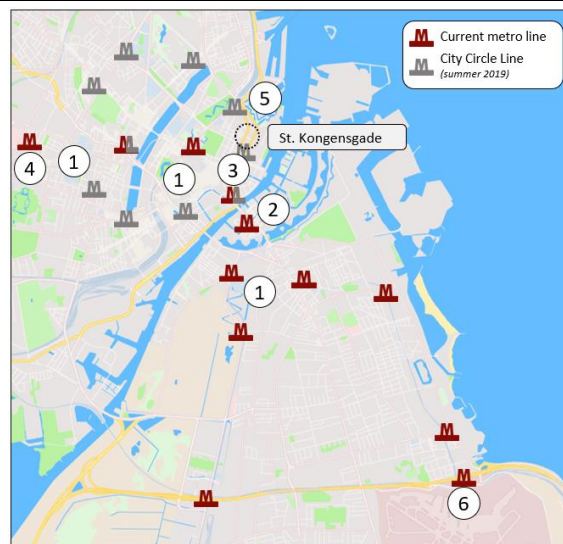 Current metro line
City Circle Line
(summer 2019)
5
St. Kongensgade
4
1
1
3
2
1
6